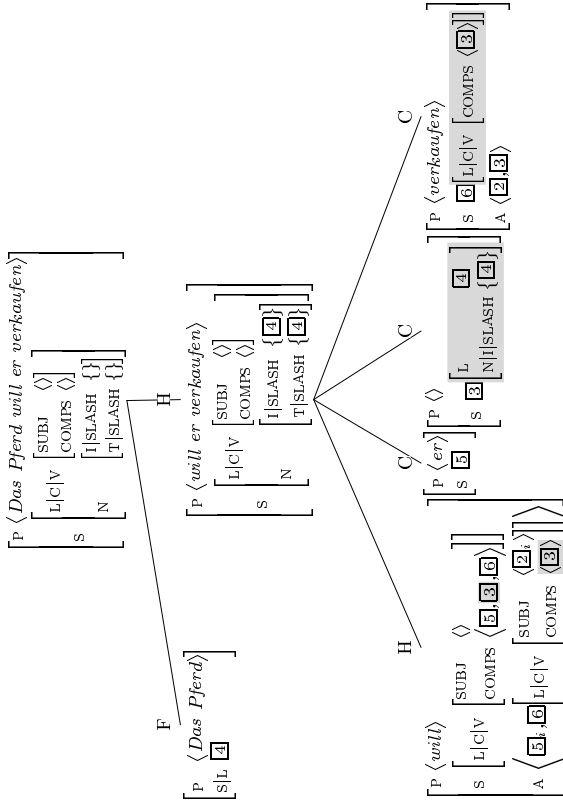 P ⟨Das Pferd will er verkaufen⟩
S
L|C|V
SUBJ ⟨⟩
COMPS ⟨⟩
N
I|SLASH {}
T|SLASH {}
F
H
P ⟨Das Pferd⟩
S|L 4
P ⟨will er verkaufen⟩
S
L|C|V
SUBJ ⟨⟩
COMPS ⟨⟩
N
I|SLASH {4}
T|SLASH {4}
H
C
C
C
P ⟨will⟩
S
L|C|V
SUBJ ⟨⟩
COMPS ⟨5,3,6⟩
A
⟨5i,6
L|C|V
SUBJ ⟨2i⟩
COMPS ⟨3⟩
⟩
P ⟨er⟩
S 5
P ⟨⟩
S 3
L 4
N|I|SLASH {4}
P ⟨verkaufen⟩
S 6
L|C|V
COMPS ⟨3⟩
A ⟨2,3⟩